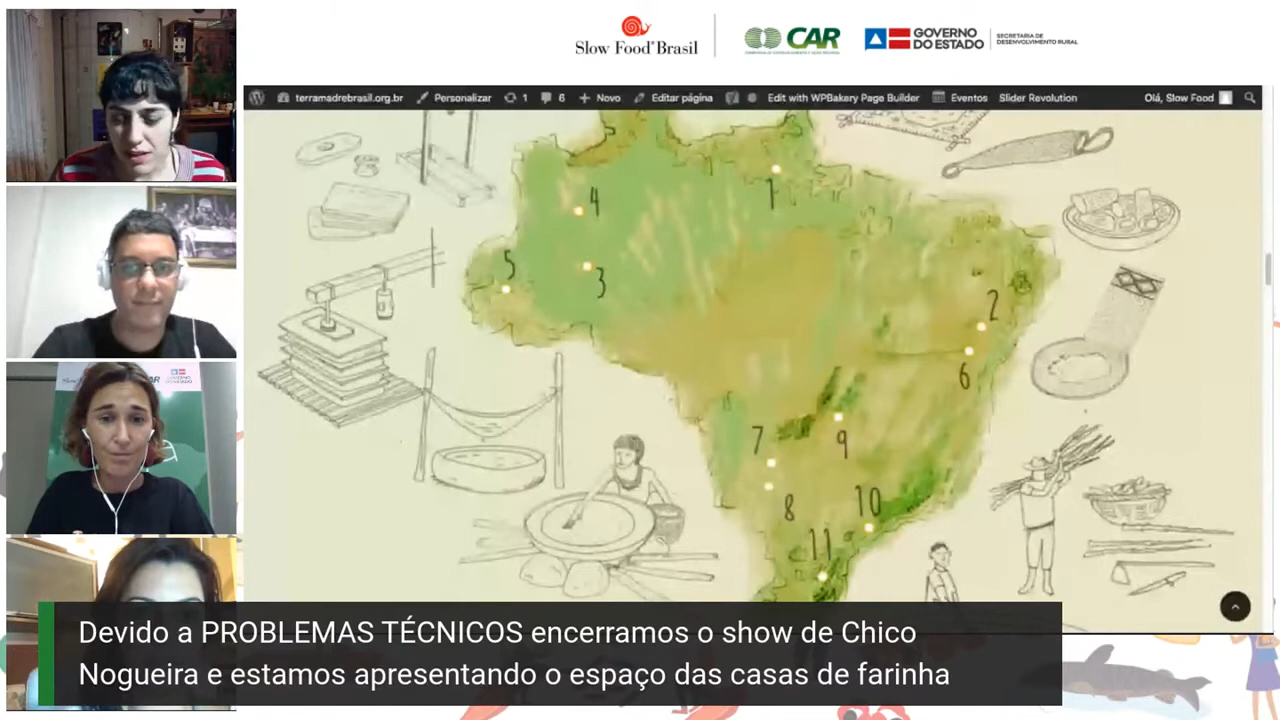 Slow Food® Brasil
CAR
GOVERNO
DO ESTADO
SECRETARIA DE
DESENVOLVIMENTO RURAL
terramadrebrasil.org.br Personalizar 1 6 Novo Editar página Edit with WPBakery Page Builder Eventos Slider Revolution Olá, Slow Food
1
4
5
3
2
6
7
9
8
10
11
Devido a PROBLEMAS TÉCNICOS encerramos o show de Chico
Nogueira e estamos apresentando o espaço das casas de farinha